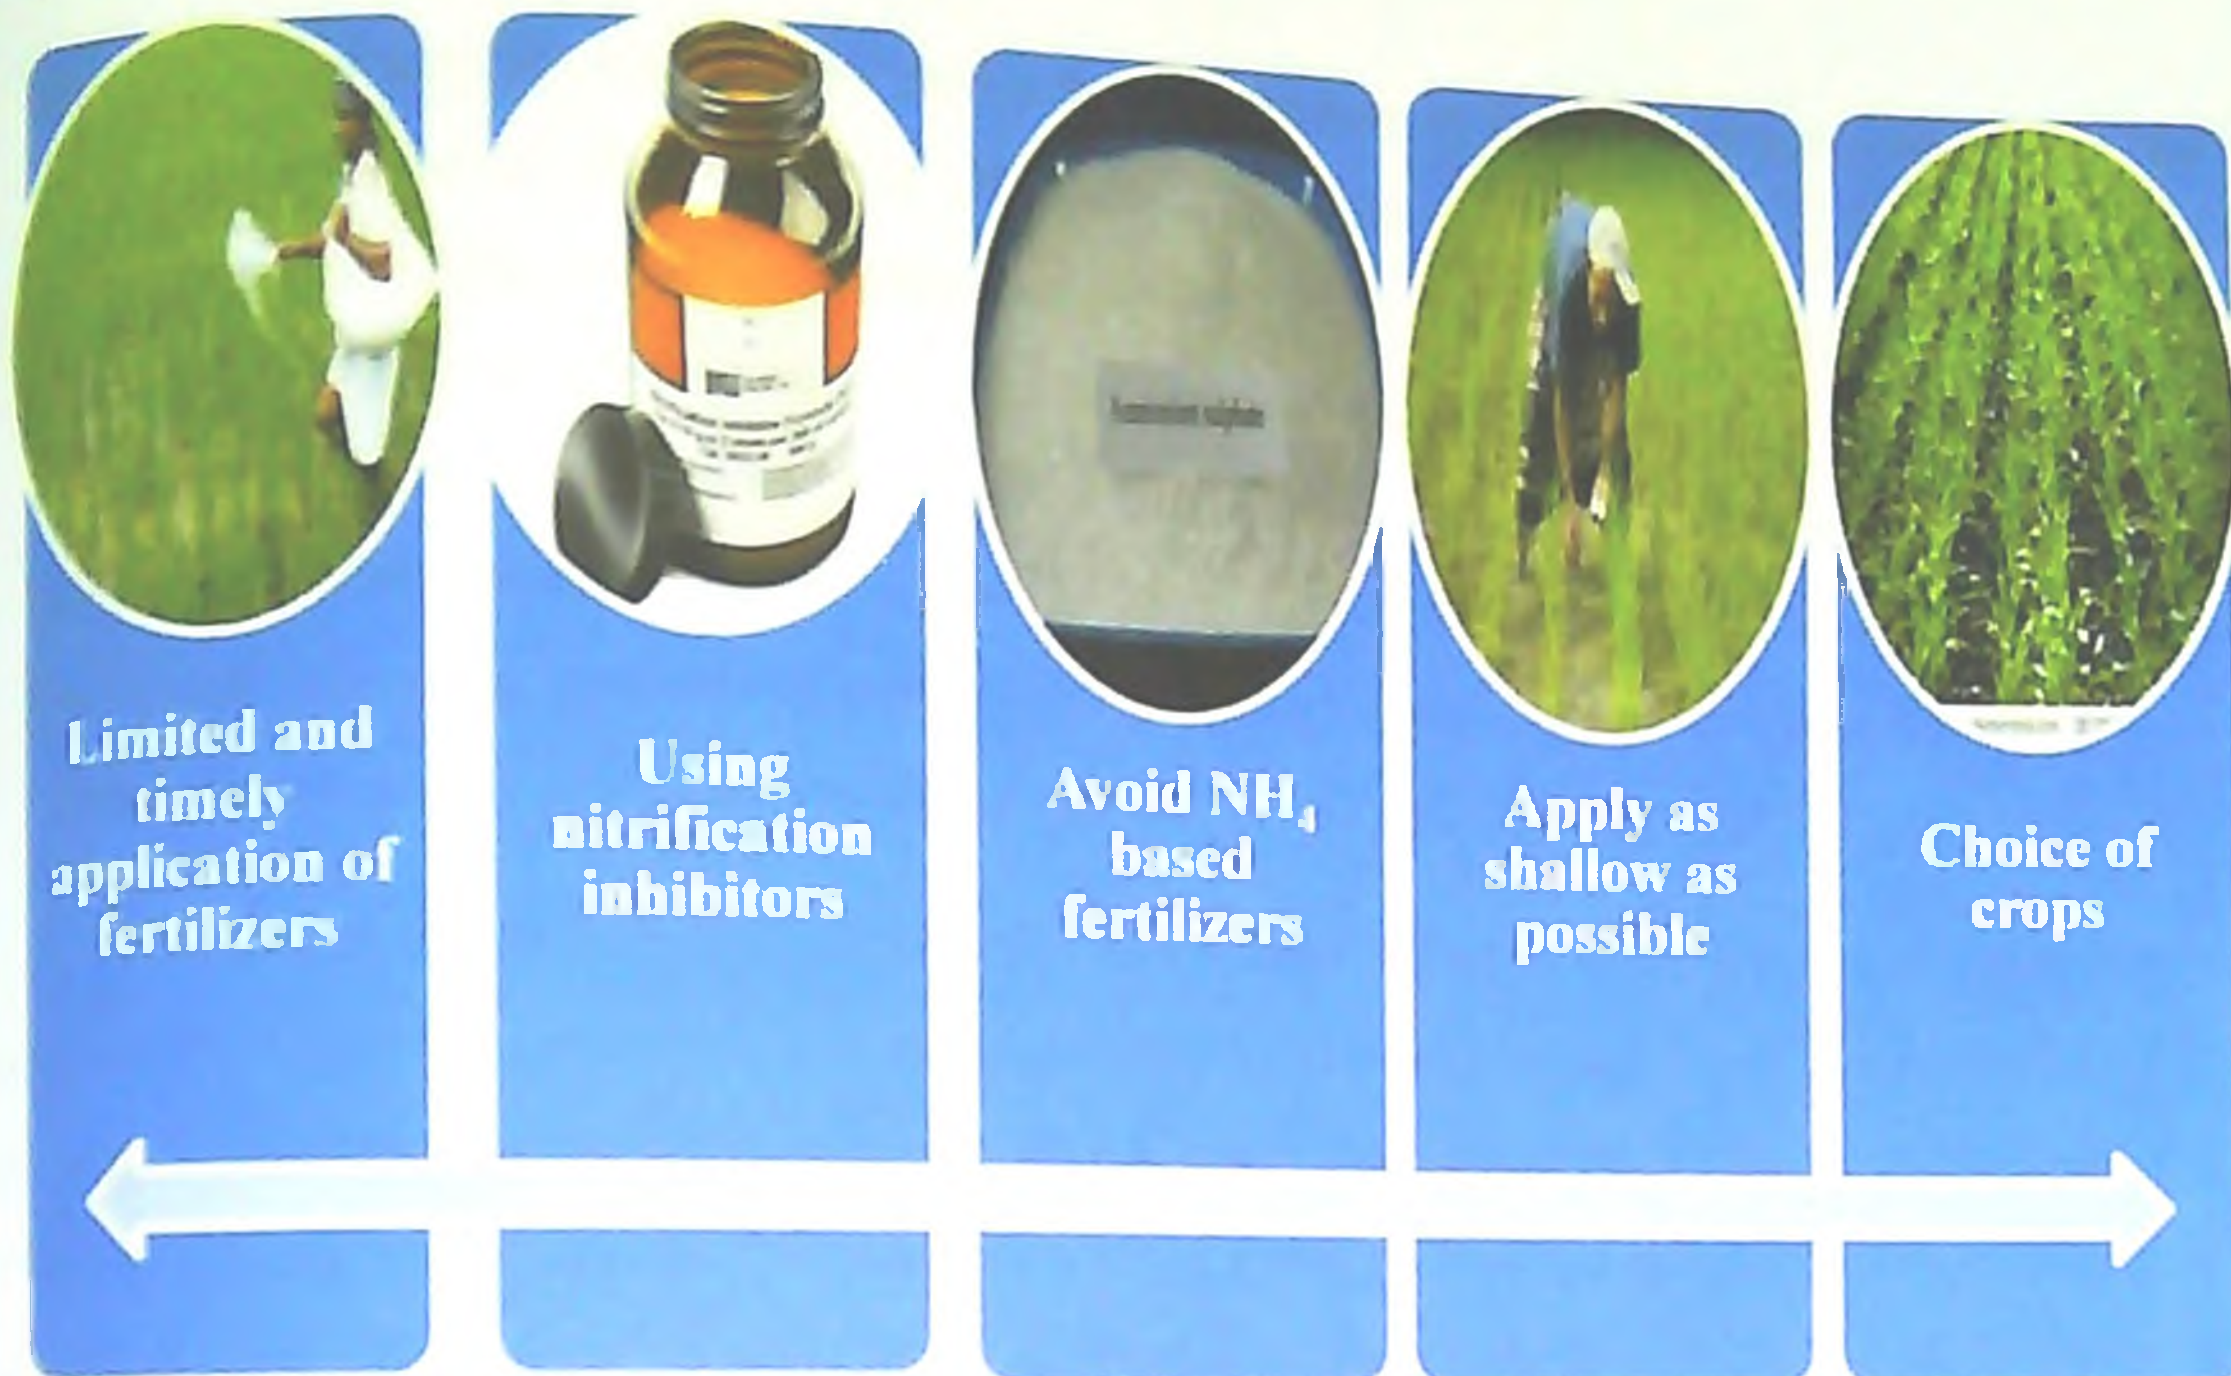 Limited and
timely
application of
fertilizers
Using
nitrification
inhibitors
Avoid NH4
based
fertilizers
Apply as
shallow as
possible
Choice of
crops